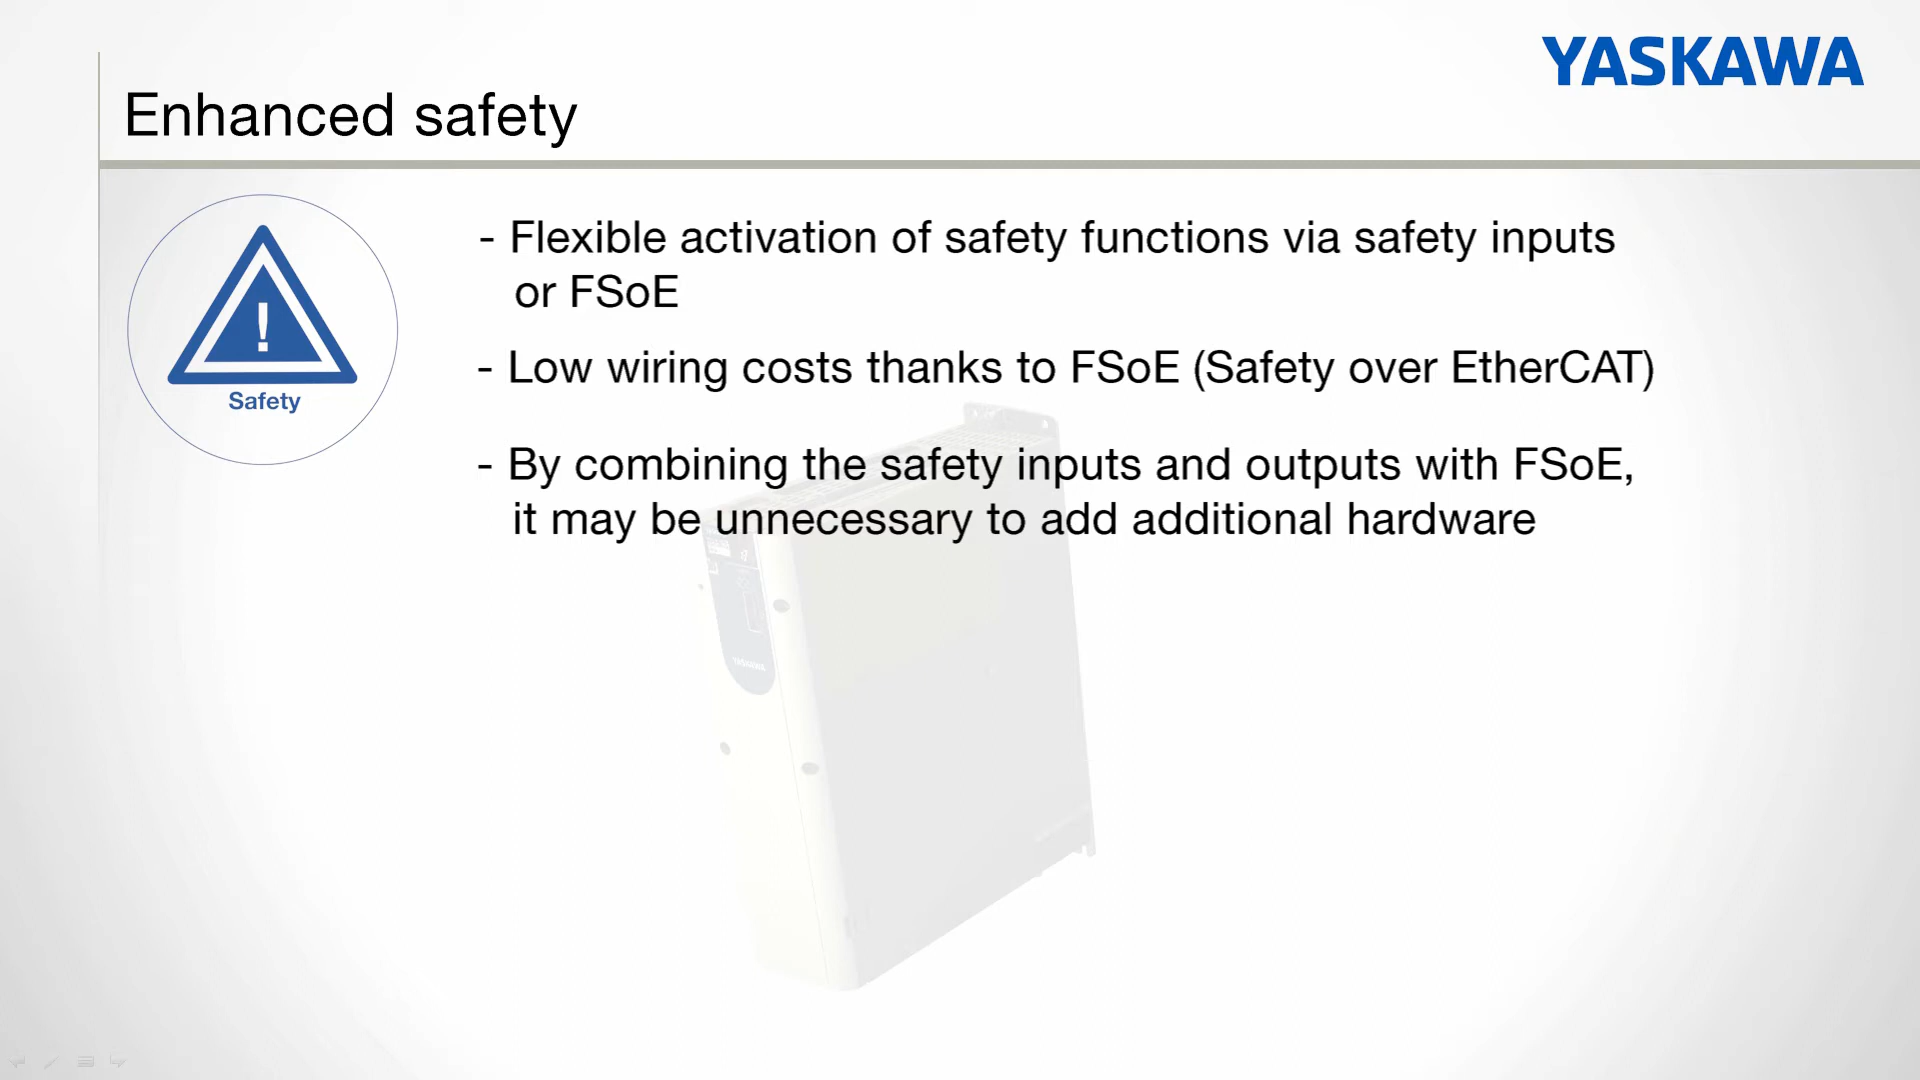 YASKAWA
Enhanced safety
- Flexible activation of safety functions via safety inputs
or FSoE
- Low wiring costs thanks to FSoE (Safety over EtherCAT)
- By combining the safety inputs and outputs with FSoE,
it may be unnecessary to add additional hardware
!
Safety
YASKAWA